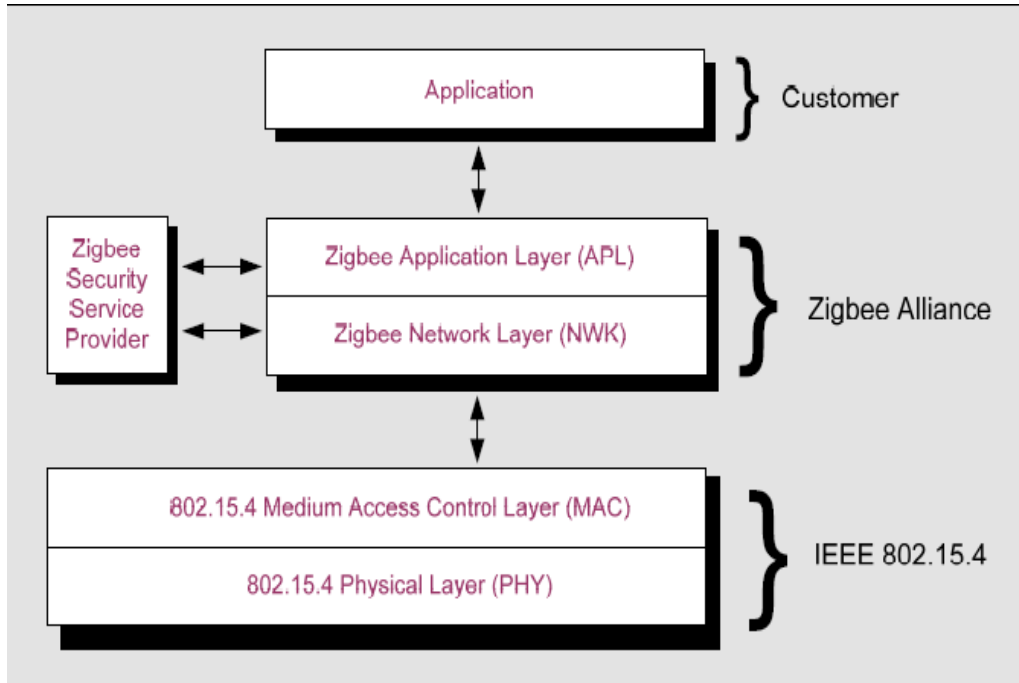 Application
Customer
Zigbee
Security
Service
Provider
Zigbee Application Layer (APL)
Zigbee Network Layer (NWK)
Zigbee Alliance
802.15.4 Medium Access Control Layer (MAC)
802.15.4 Physical Layer (PHY)
IEEE 802.15.4